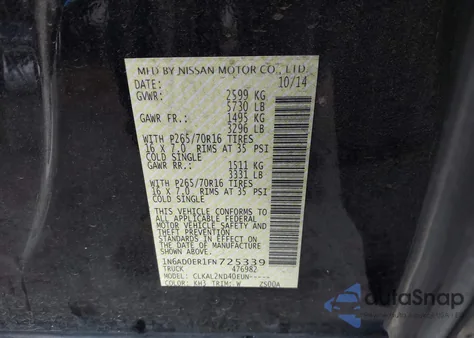 MFD BY NISSAN MOTOR CO., LTD.
DATE: 10/14
GVWR: 2599 KG
5730 LB
GAWR FR.: 1495 KG
3296 LB
WITH P265/70R16 TIRES
16 X 7.0 RIMS AT 35 PSI
COLD SINGLE
GAWR RR.: 1511 KG
3331 LB
WITH P265/70R16 TIRES
16 X 7.0 RIMS AT 35 PSI
COLD SINGLE
THIS VEHICLE CONFORMS TO ALL
APPLICABLE FEDERAL
MOTOR VEHICLE SAFETY
AND THEFT PREVENTION
STANDARDS IN EFFECT ON
THE DATE OF MANUFACTURE
SHOWN ABOVE.
1N6AD0ER1FN725339
TRUCK 476982
MODEL: CLKALZND40EUN-----
COLOR: KH3 TRIM: W 2S00A
autoSnap